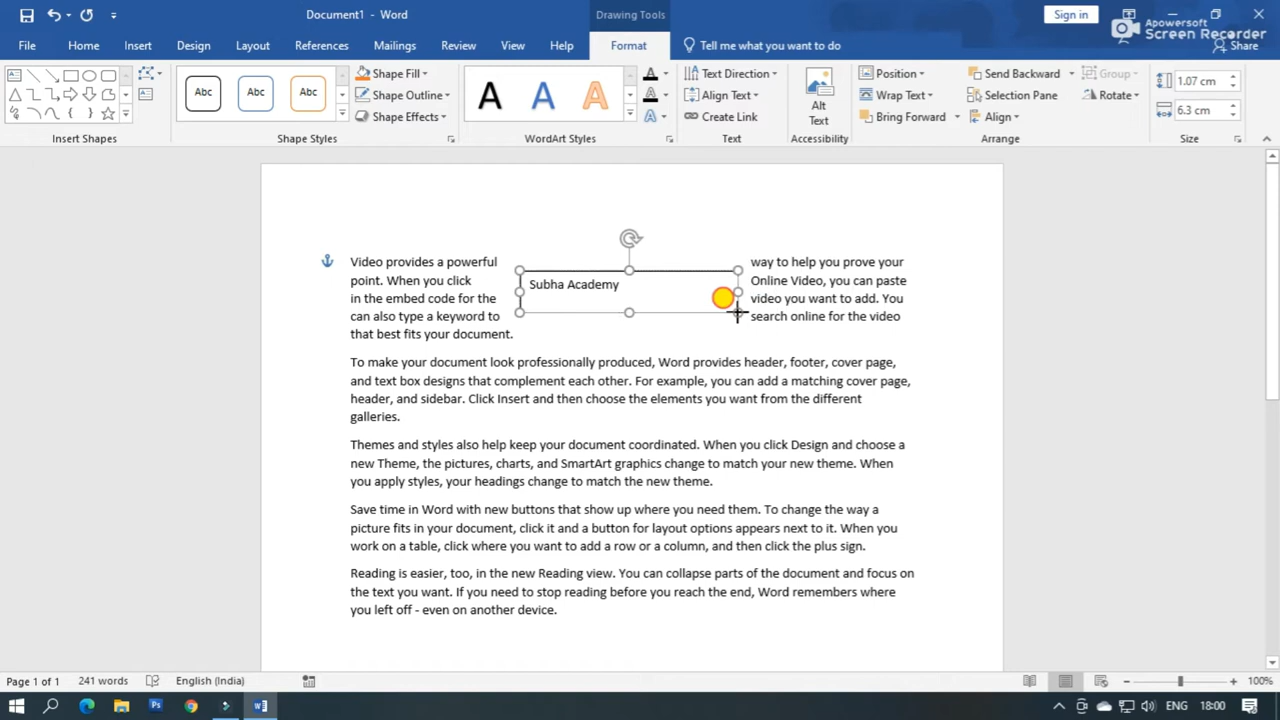 Document1 - Word
Drawing Tools
Sign in
Apowersoft
Screen Recorder
File
Home
Insert
Design
Layout
References
Mailings
Review
View
Help
Format
Tell me what you want to do
Share
Abc
Abc
Abc
Shape Fill
Shape Outline
Shape Effects
A
A
A
A
A
A
Text Direction
Align Text
Create Link
Alt
Text
Position
Wrap Text
Bring Forward
Send Backward
Selection Pane
Align
Group
Rotate
1.07 cm
6.3 cm
Insert Shapes
Shape Styles
WordArt Styles
Text
Accessibility
Arrange
Size
Video provides a powerful way to help you prove your
point. When you click Online Video, you can paste
in the embed code for the video you want to add. You
can also type a keyword to search online for the video
that best fits your document.
Subha Academy
To make your document look professionally produced, Word provides header, footer, cover page,
and text box designs that complement each other. For example, you can add a matching cover page,
header, and sidebar. Click Insert and then choose the elements you want from the different
galleries.
Themes and styles also help keep your document coordinated. When you click Design and choose a
new Theme, the pictures, charts, and SmartArt graphics change to match your new theme. When
you apply styles, your headings change to match the new theme.
Save time in Word with new buttons that show up where you need them. To change the way a
picture fits in your document, click it and a button for layout options appears next to it. When you
work on a table, click where you want to add a row or a column, and then click the plus sign.
Reading is easier, too, in the new Reading view. You can collapse parts of the document and focus on
the text you want. If you need to stop reading before you reach the end, Word remembers where
you left off - even on another device.
Page 1 of 1
241 words
English (India)
100%
Ps
ENG
18:00